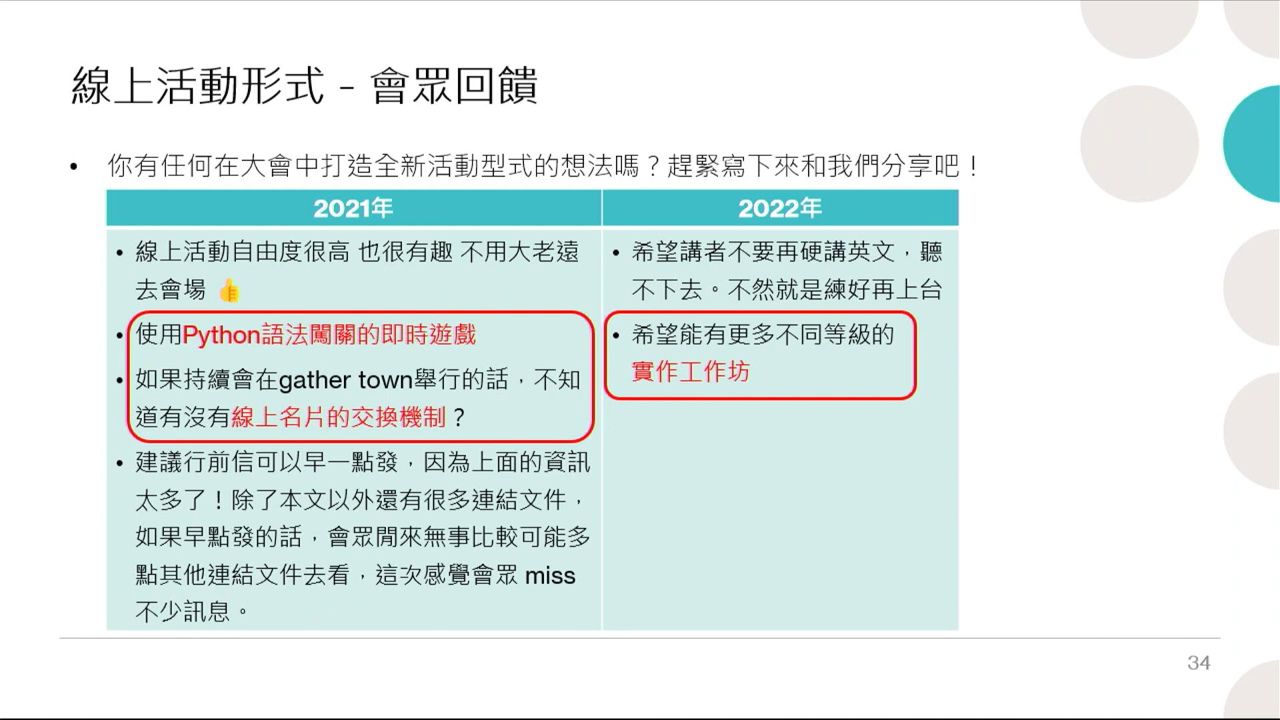 線上活動形式 - 會眾回饋
• 你有任何在大會中打造全新活動型式的想法嗎？趕緊寫下來和我們分享吧！
2021年
• 線上活動自由度很高 也很有趣 不用大老遠
去會場 👍
• 使用Python語法闖關的即時遊戲
• 如果持續會在gather town舉行的話，不知
道有沒有線上名片的交換機制？
• 建議行前信可以早一點發，因為上面的資訊
太多了！除了本文以外還有很多連結文件，
如果早點發的話，會眾閒來無事比較可能多
點其他連結文件去看，這次感覺會眾 miss
不少訊息。
2022年
• 希望講者不要再硬講英文，聽
不下去。不然就是練好再上台
• 希望能有更多不同等級的
實作工作坊
34